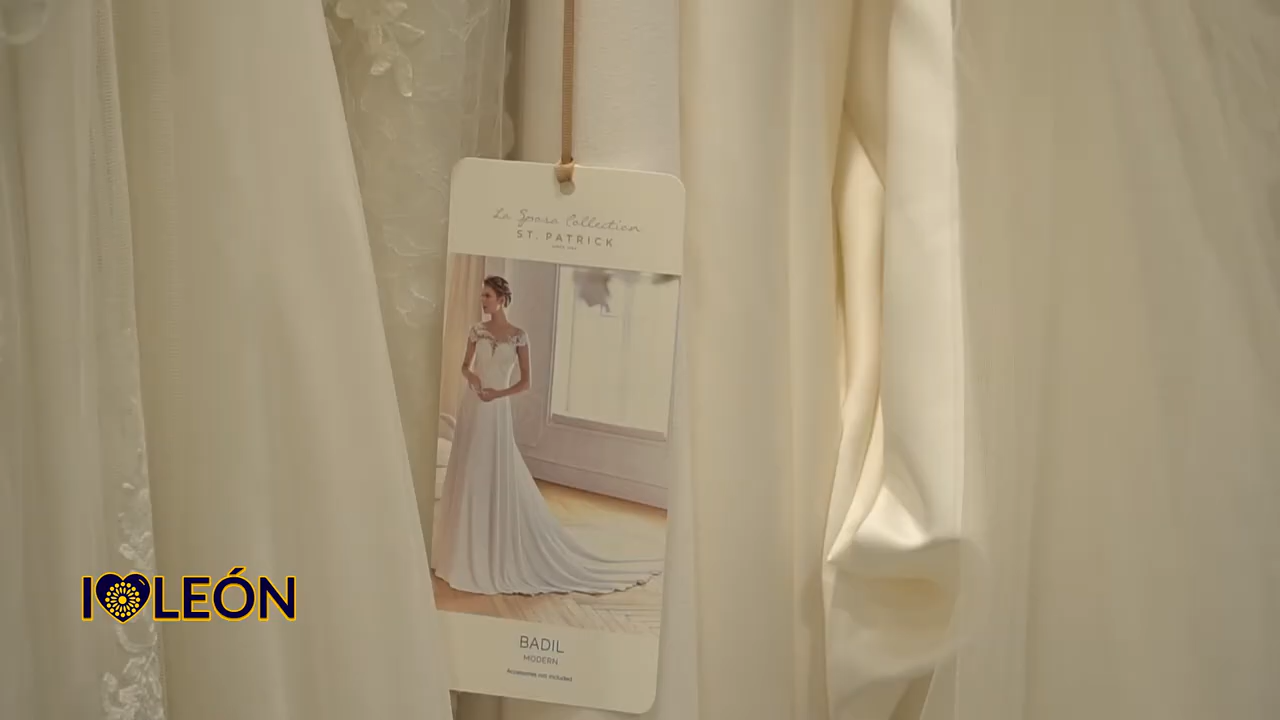 La Sposa Collection
ST. PATRICK
BADIL
MODERN
Accessories not included
I LEÓN